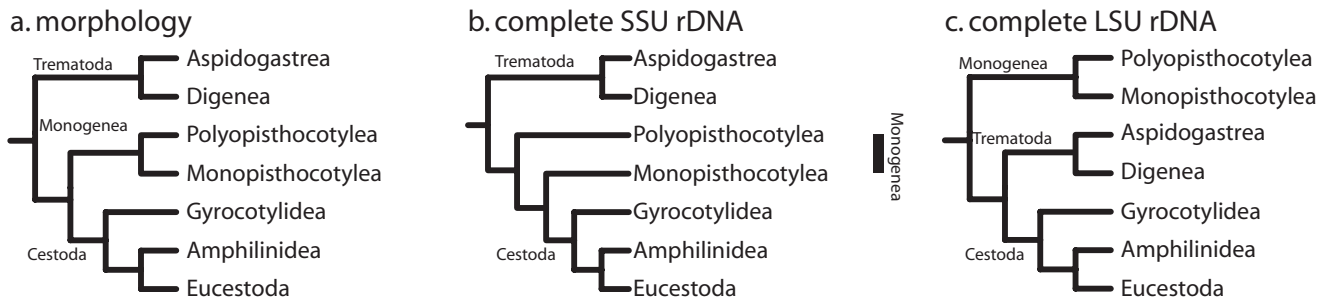 a. morphology
Trematoda
Aspidogastrea
Digenea
Monogenea
Polyopisthocotylea
Monopisthocotylea
Gyrocotylidea
Cestoda
Amphilinidea
Eucestoda
b. complete SSU rDNA
Trematoda
Aspidogastrea
Digenea
Polyopisthocotylea
Monopisthocotylea
Monogenea
Gyrocotylidea
Cestoda
Amphilinidea
Eucestoda
c. complete LSU rDNA
Monogenea
Polyopisthocotylea
Monopisthocotylea
Trematoda
Aspidogastrea
Digenea
Gyrocotylidea
Cestoda
Amphilinidea
Eucestoda